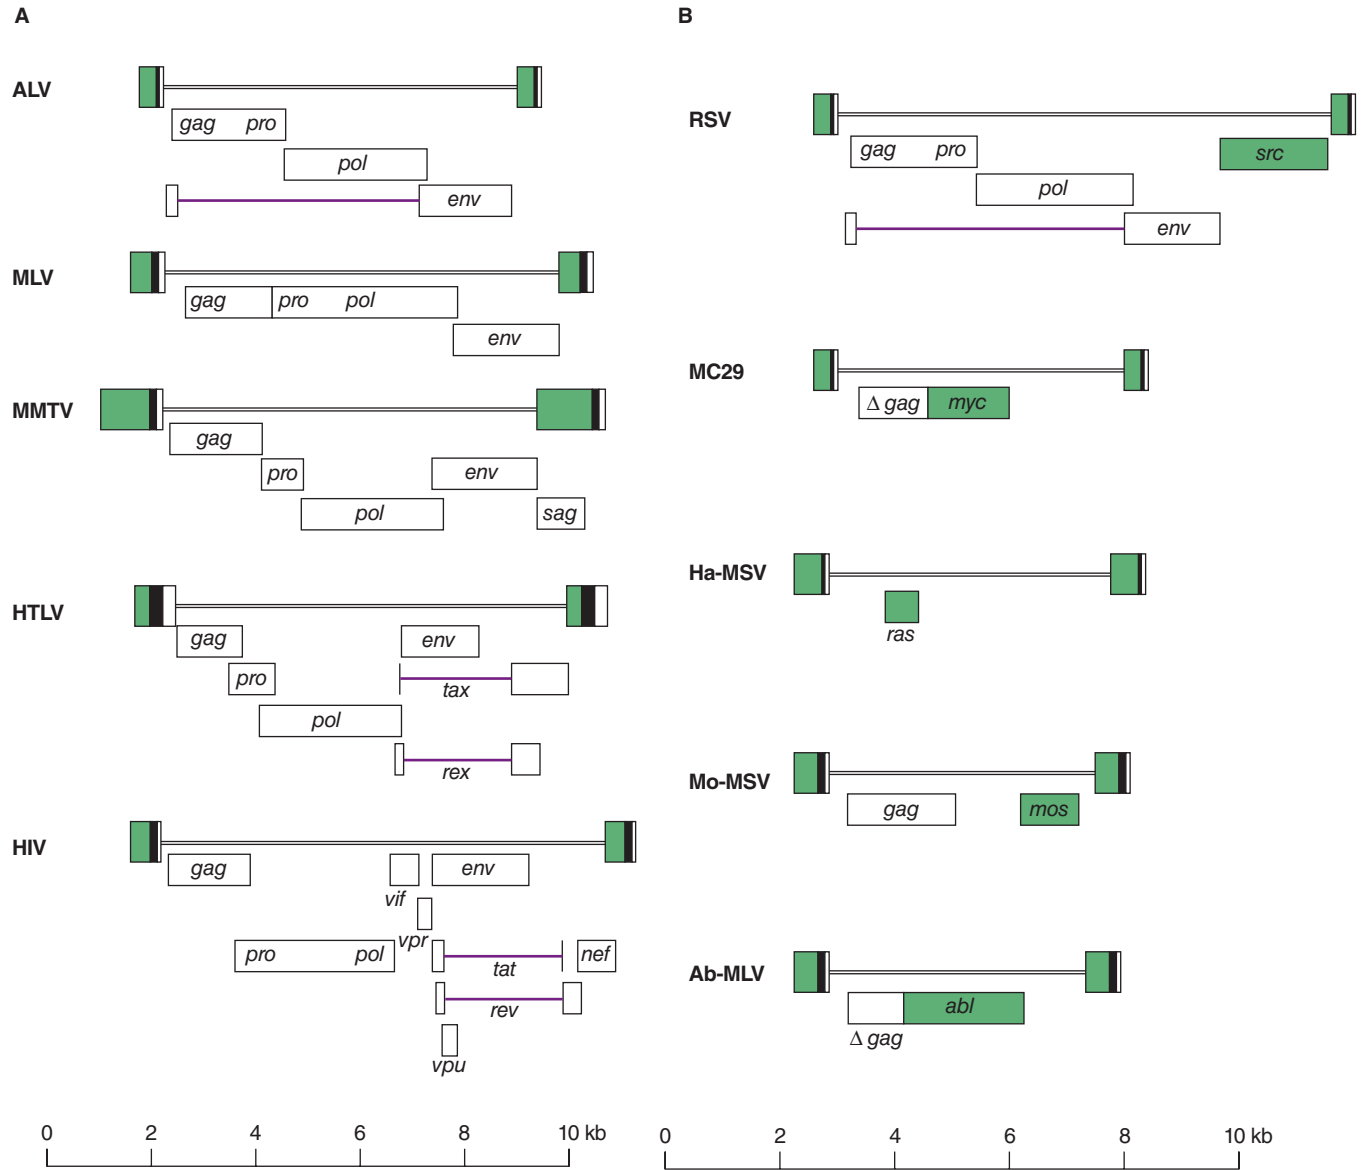 A
ALV
gag pro
pol
env
MLV
gag pro pol
env
MMTV
gag
pro
env
pol
sag
HTLV
gag
env
pro
tax
pol
rex
HIV
gag
env
vif
vpr
pro pol
nef
tat
rev
vpu
0 2 4 6 8 10 kb
B
RSV
gag pro
src
pol
env
MC29
Δ gag myc
Ha-MSV
ras
Mo-MSV
gag
mos
Ab-MLV
abl
Δ gag
0 2 4 6 8 10 kb